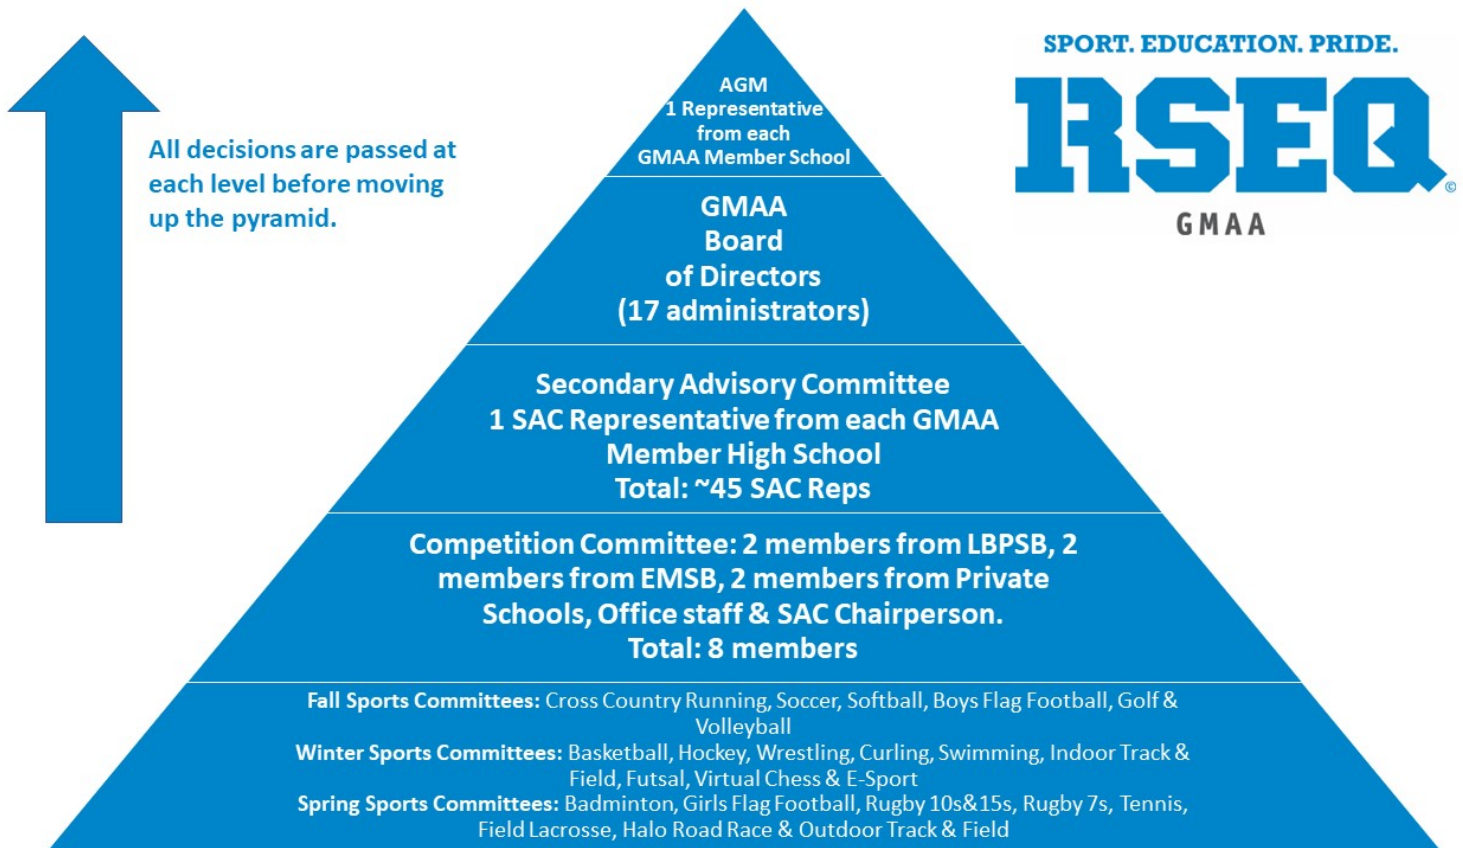 SPORT. EDUCATION. PRIDE.
RSEQ
©
GMAA
All decisions are passed at
each level before moving
up the pyramid.
AGM
1 Representative
from each
GMAA Member School
GMAA
Board
of Directors
(17 administrators)
Secondary Advisory Committee
1 SAC Representative from each GMAA
Member High School
Total: ~45 SAC Reps
Competition Committee: 2 members from LBPSB, 2
members from EMSB, 2 members from Private
Schools, Office staff & SAC Chairperson.
Total: 8 members
Fall Sports Committees: Cross Country Running, Soccer, Softball, Boys Flag Football, Golf &
Volleyball
Winter Sports Committees: Basketball, Hockey, Wrestling, Curling, Swimming, Indoor Track &
Field, Futsal, Virtual Chess & E-Sport
Spring Sports Committees: Badminton, Girls Flag Football, Rugby 10s&15s, Rugby 7s, Tennis,
Field Lacrosse, Halo Road Race & Outdoor Track & Field